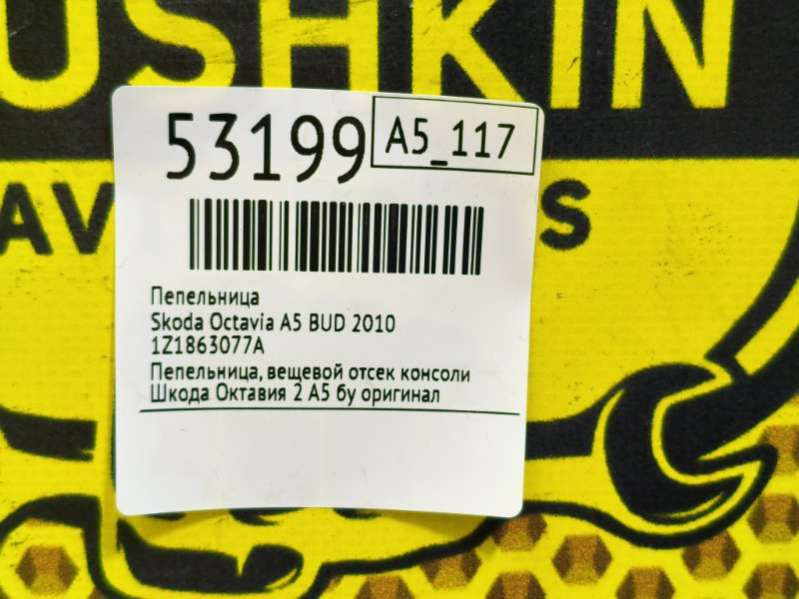 USHKIN
AV S
53199
A5_117
Пепельница
Skoda Octavia A5 BUD 2010
1Z1863077A
Пепельница, вещевой отсек консоли
Шкода Октавия 2 А5 бу оригинал